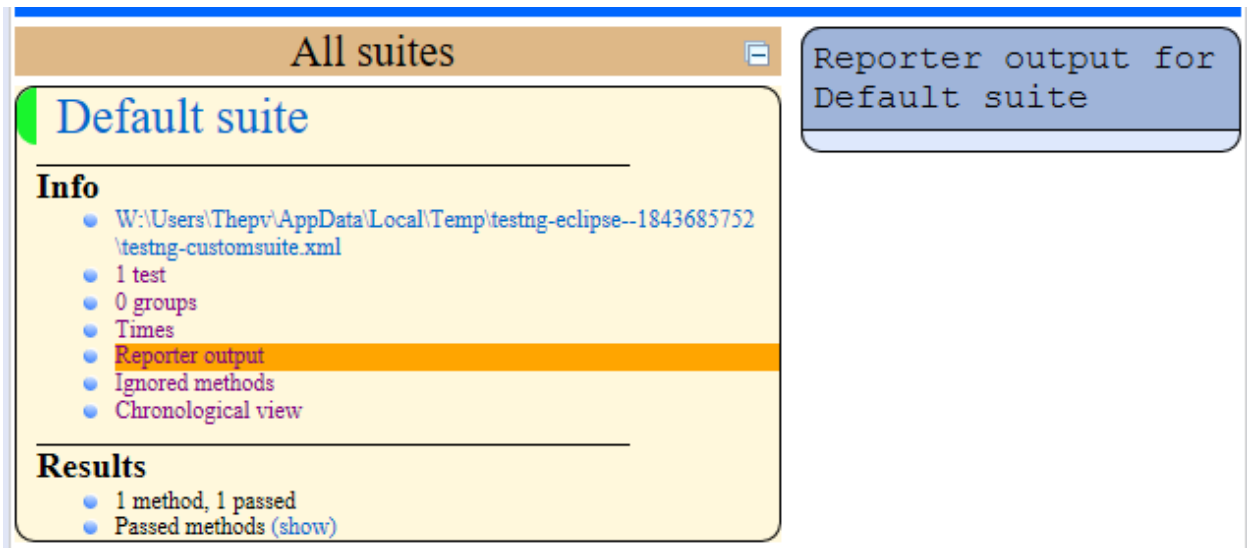 All suites
Default suite
Info
W:\Users\Thepv\AppData\Local\Temp\testng-eclipse--1843685752
\testng-customsuite.xml
1 test
0 groups
Times
Reporter output
Ignored methods
Chronological view
Results
1 method, 1 passed
Passed methods (show)
Reporter output for
Default suite